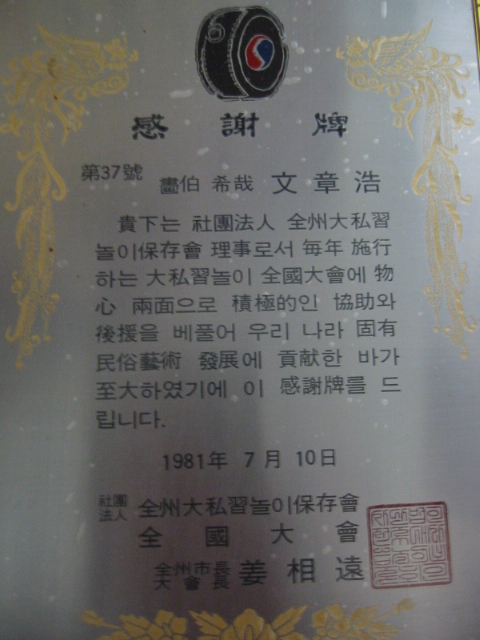 感謝牌
第37號
畵伯 希哉 文章浩
貴下는 社團法人 全州大私習
놀이保存會 理事로서 每年 施行
하는 大私習놀이 全國大會에 物
心 兩面으로 積極的인 協助와
後援을 베풀어 우리 나라 固有
民俗藝術 發展에 貢献한 바가
至大하였기에 이 感謝牌를 드
립니다.
1981年 7月 10日
社團法人 全州大私習놀이保存會
全國大會
全州市長
大會長 姜相遠